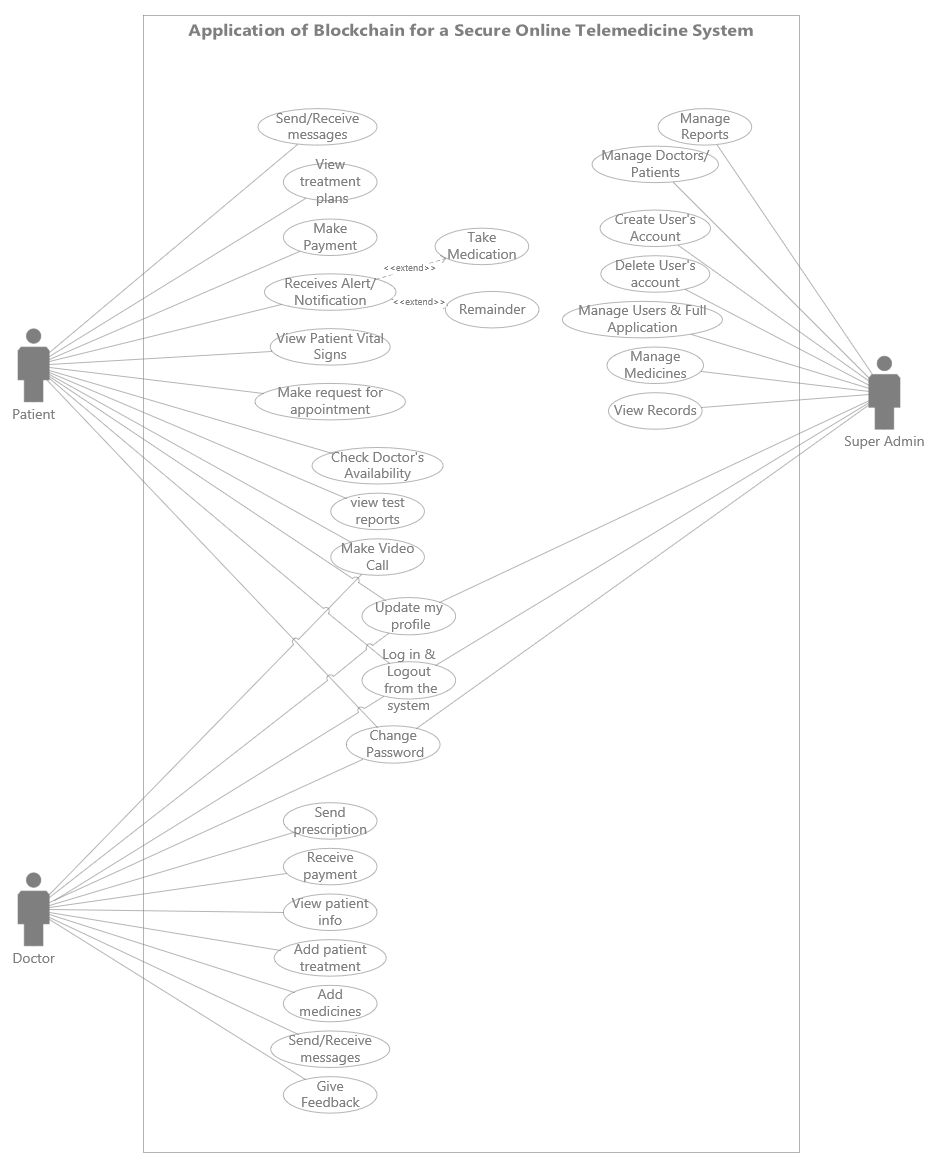 Application of Blockchain for a Secure Online Telemedicine System
Send/Receive
messages
View
treatment
plans
Make
Payment
Receives Alert/
Notification
<<extend>>
<<extend>>
Take
Medication
Remainder
View Patient Vital
Signs
Make request for
appointment
Check Doctor's
Availability
view test
reports
Make Video
Call
Update my
profile
Log in &
Logout
from the
system
Change
Password
Send
prescription
Receive
payment
View patient
info
Add patient
treatment
Add
medicines
Send/Receive
messages
Give
Feedback
Manage
Reports
Manage Doctors/
Patients
Create User's
Account
Delete User's
account
Manage Users & Full
Application
Manage
Medicines
View Records
Patient
Doctor
Super Admin